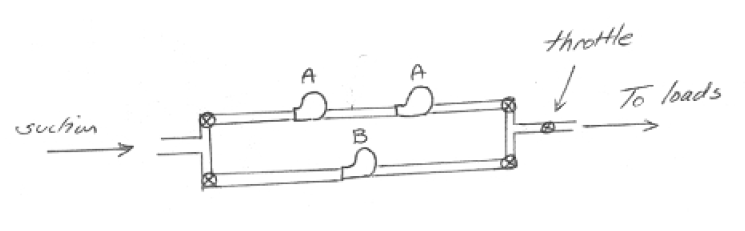 throttle
A A
To loads
suction
B